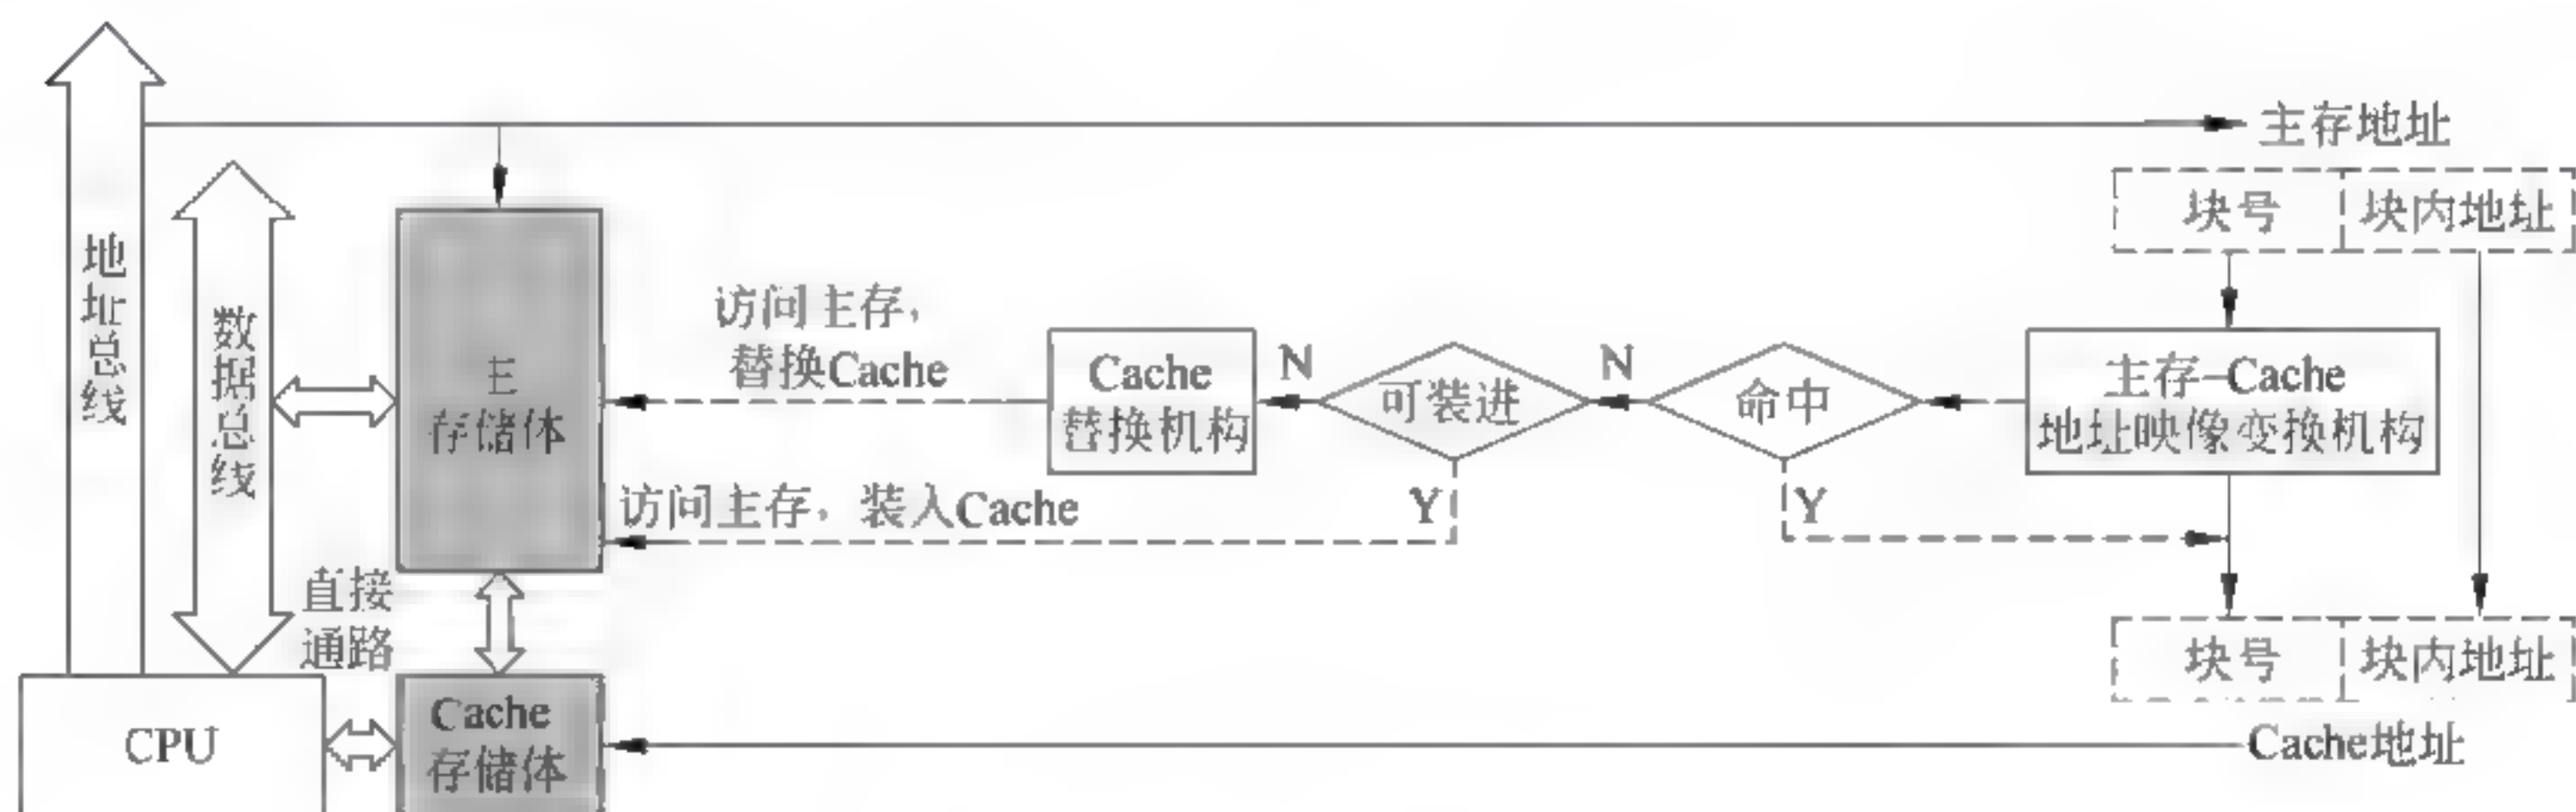 主存地址
块号 块内地址
地址总线
数据总线
主
存储体
访问主存，
替换Cache
Cache
替换机构
N
可装进
N
命中
主存-Cache
地址映像变换机构
访问主存，装入Cache
Y
Y
直接
通路
块号 块内地址
CPU
Cache
存储体
Cache地址